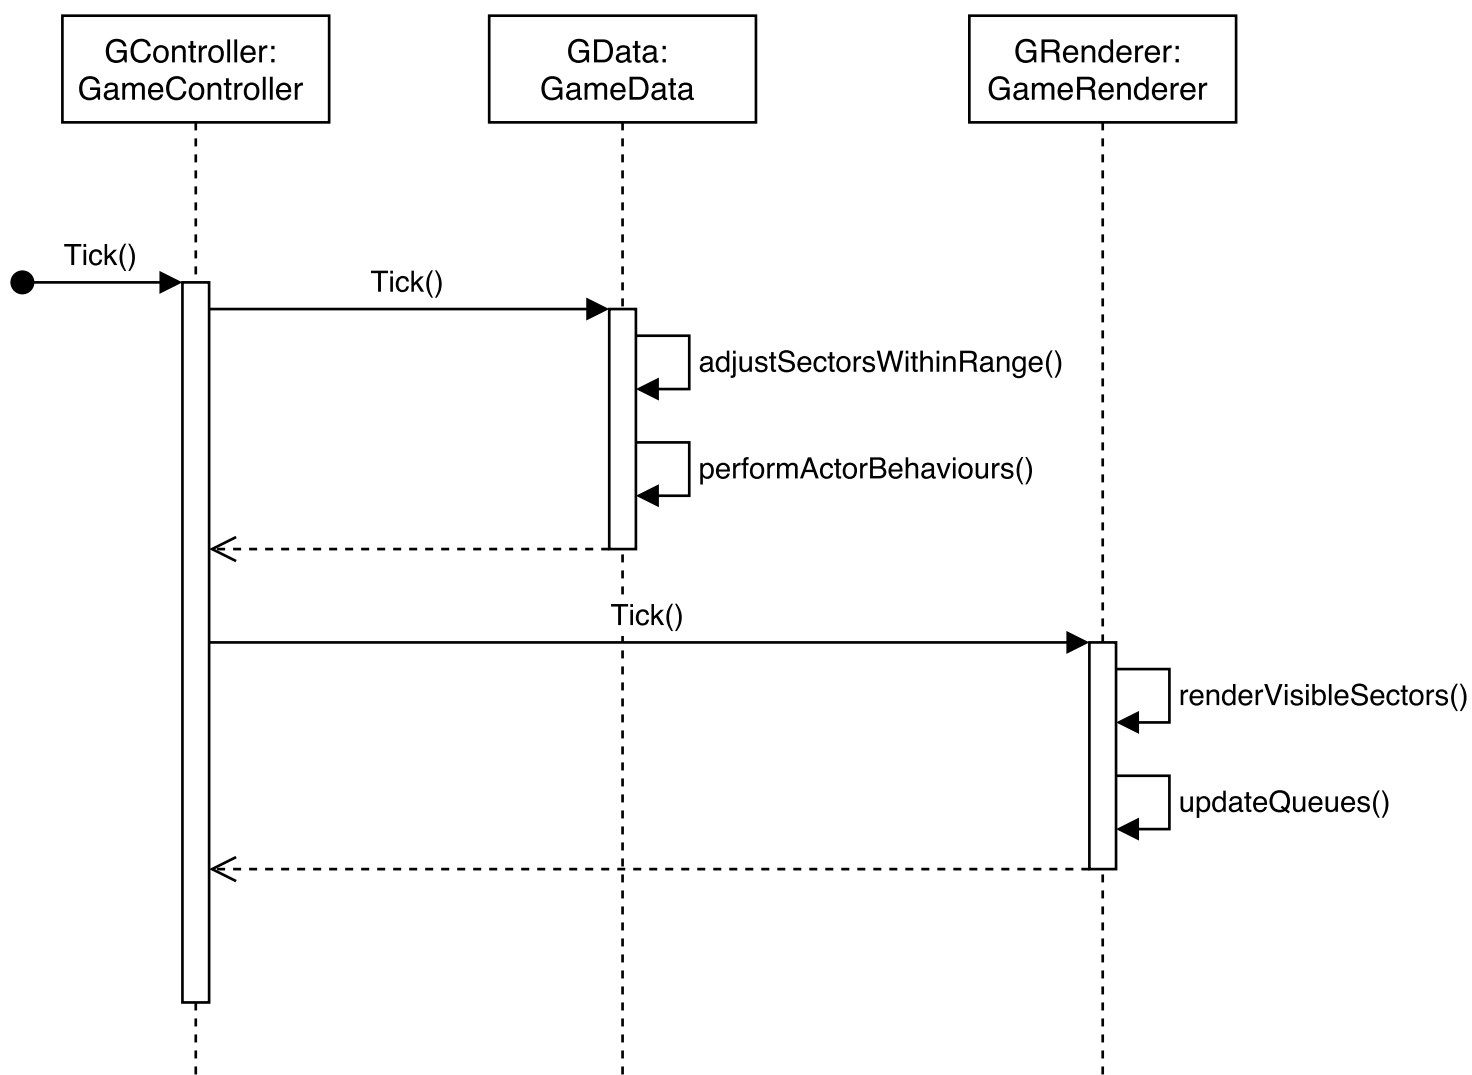 GController:
GameController
GData:
GameData
GRenderer:
GameRenderer
Tick()
Tick()
adjustSectorsWithinRange()
performActorBehaviours()
Tick()
renderVisibleSectors()
updateQueues()